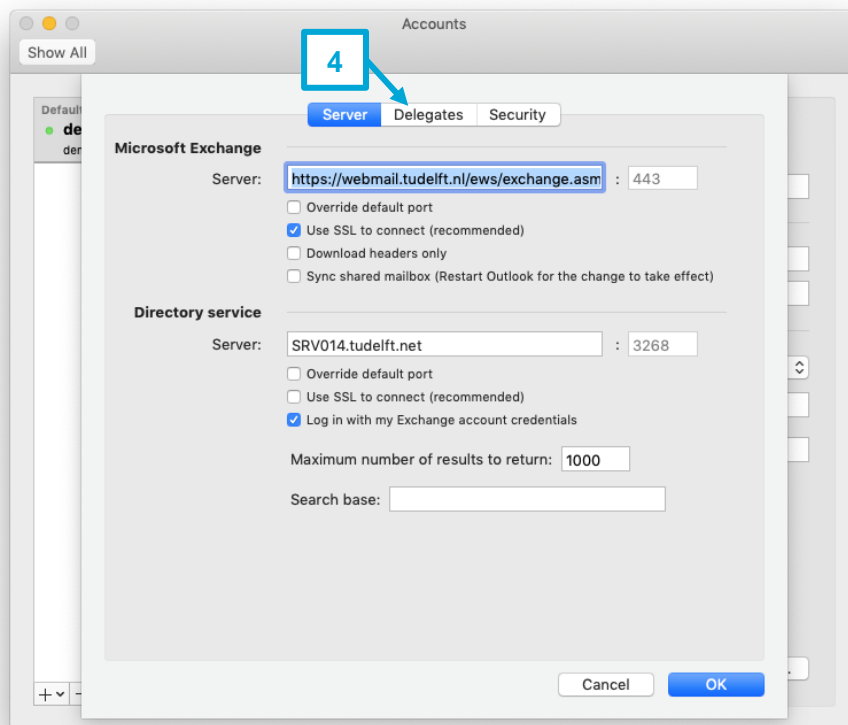 Accounts
Show All
4
Default
de
der
Server Delegates Security
Microsoft Exchange
Server: https://webmail.tudelft.nl/ews/exchange.asm : 443
Override default port
Use SSL to connect (recommended)
Download headers only
Sync shared mailbox (Restart Outlook for the change to take effect)
Directory service
Server: SRV014.tudelft.net : 3268
Override default port
Use SSL to connect (recommended)
Log in with my Exchange account credentials
Maximum number of results to return: 1000
Search base:
Cancel OK